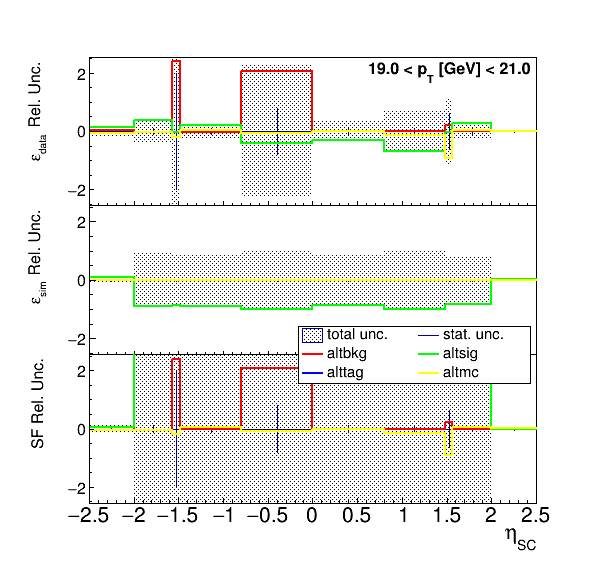 19.0 < p_T [GeV] < 21.0
ε_data Rel. Unc.
2
0
−2
ε_sim Rel. Unc.
2
0
−2
total unc. stat. unc.
altbkg altsig
alttag altmc
SF Rel. Unc.
2
0
−2
−2.5 −2 −1.5 −1 −0.5 0 0.5 1 1.5 2 2.5
η_SC